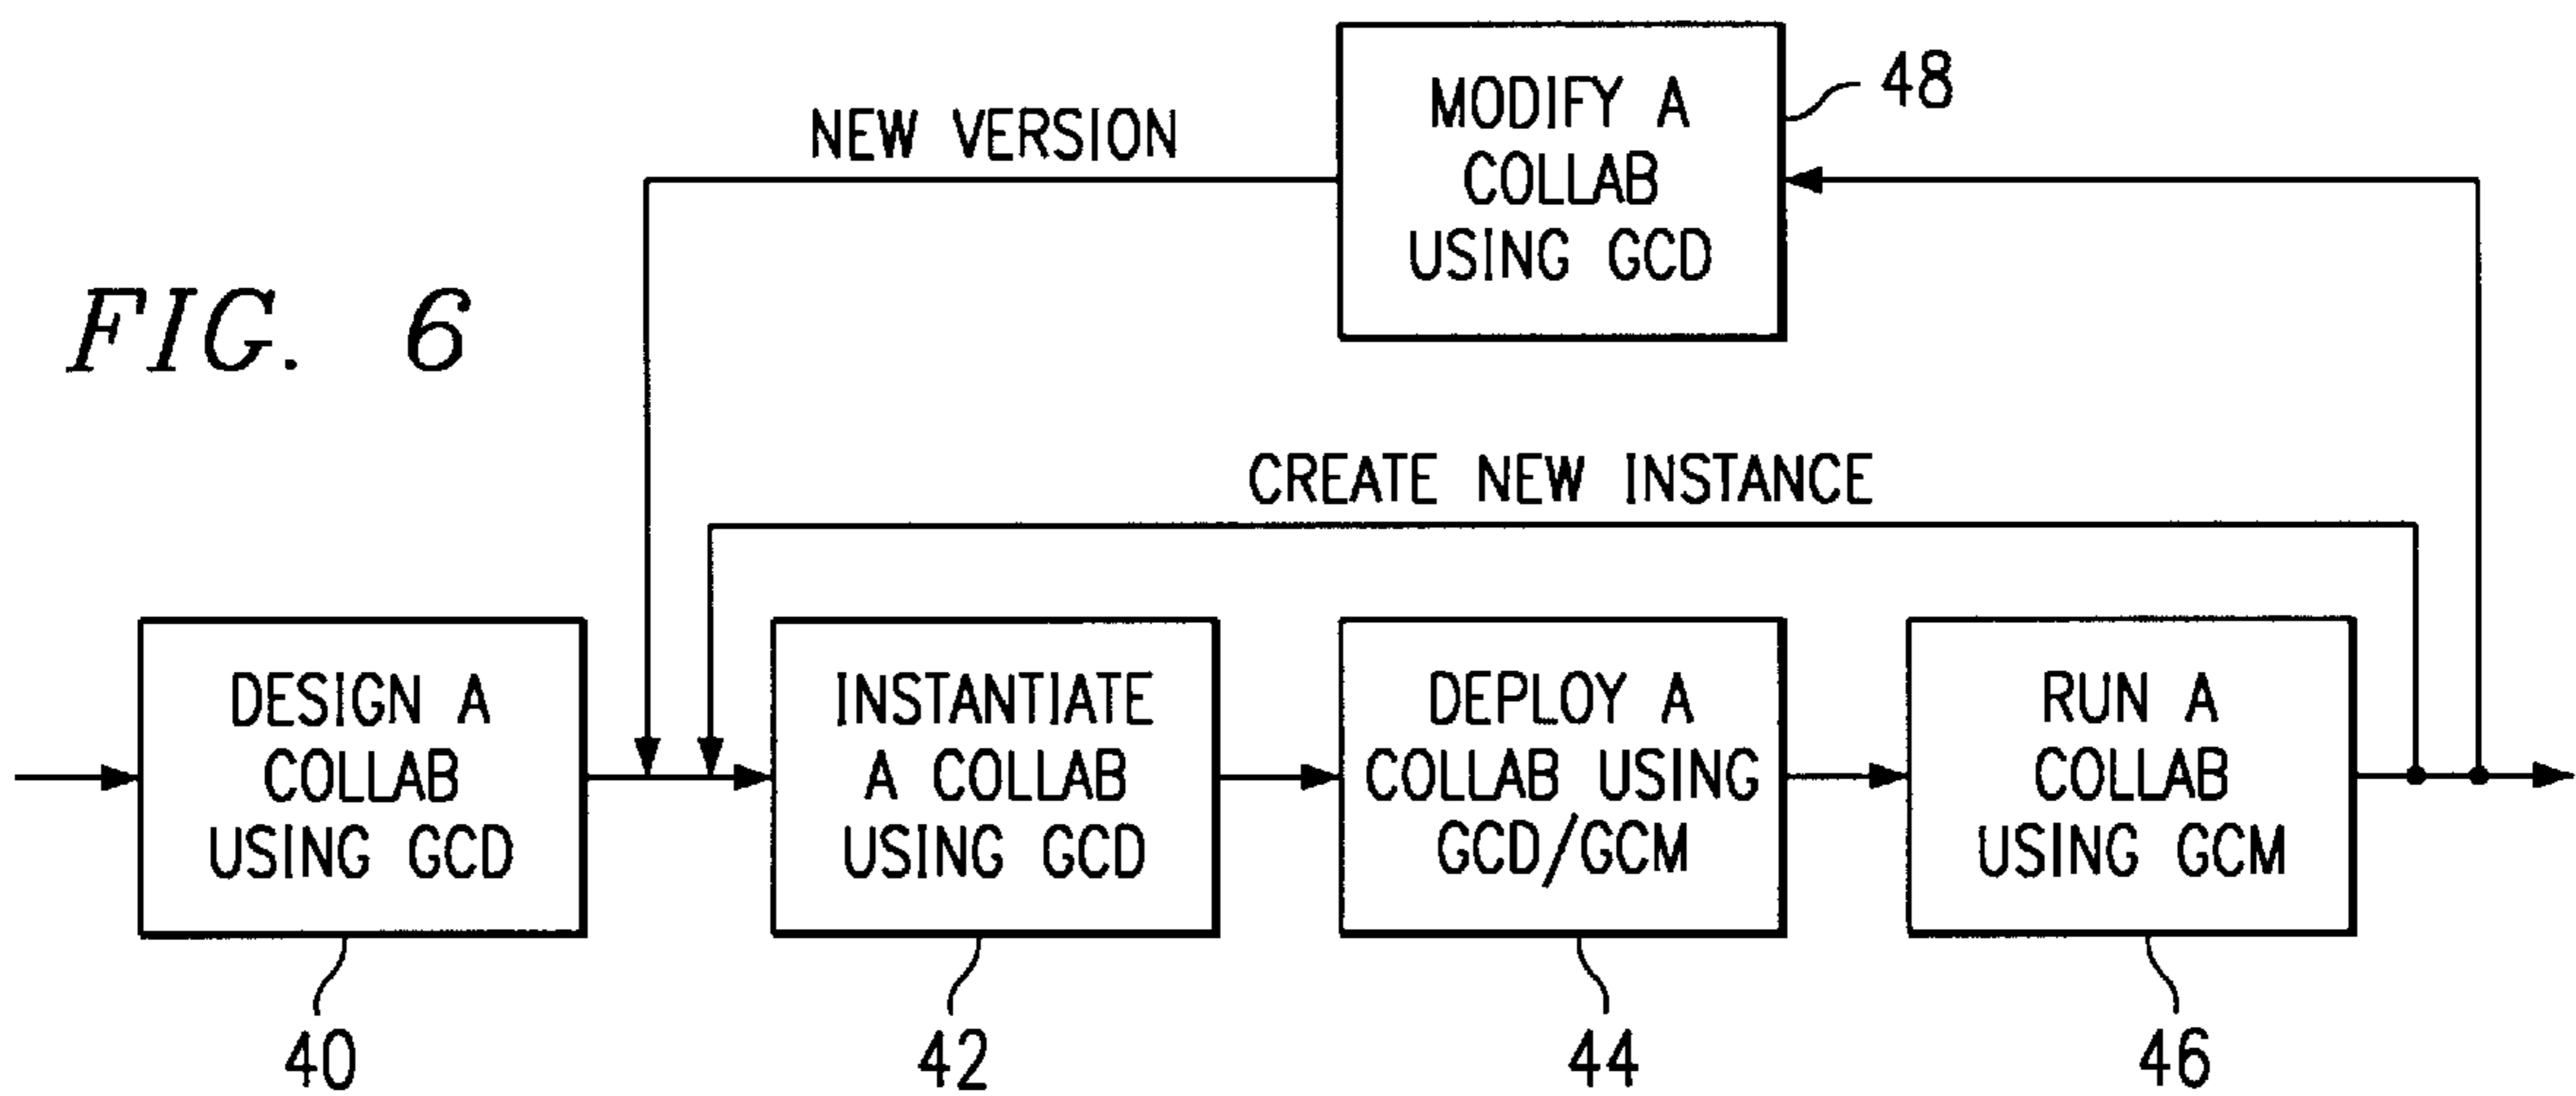 MODIFY A
COLLAB
USING GCD
48
NEW VERSION
FIG. 6
CREATE NEW INSTANCE
DESIGN A
COLLAB
USING GCD
INSTANTIATE
A COLLAB
USING GCD
DEPLOY A
COLLAB USING
GCD/GCM
RUN A
COLLAB
USING GCM
40
42
44
46